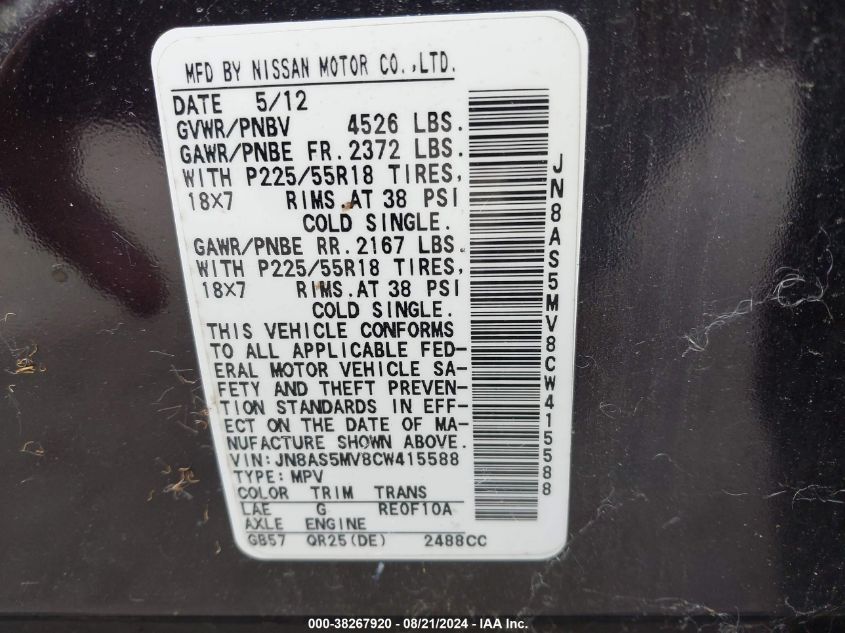 MFD BY NISSAN MOTOR CO.,LTD.
DATE 5/12
GVWR/PNBV 4526 LBS.
GAWR/PNBE FR.2372 LBS.
WITH P225/55R18 TIRES,
18X7 RIMS.AT 38 PSI
COLD SINGLE.
GAWR/PNBE RR.2167 LBS.
WITH P225/55R18 TIRES,
18X7 RIMS.AT 38 PSI
COLD SINGLE.
THIS VEHICLE CONFORMS
TO ALL APPLICABLE FED-
ERAL MOTOR VEHICLE SA-
FETY AND THEFT PREVEN-
TION STANDARDS IN EFF-
ECT ON THE DATE OF MA-
NUFACTURE SHOWN ABOVE.
VIN:JN8AS5MV8CW415588
TYPE:MPV
COLOR TRIM TRANS
LAE G RE0F10A
AXLE ENGINE
GB57 QR25(DE) 2488CC
JN8AS5MV8CW415588
000-38267920 - 08/21/2024 - IAA Inc.